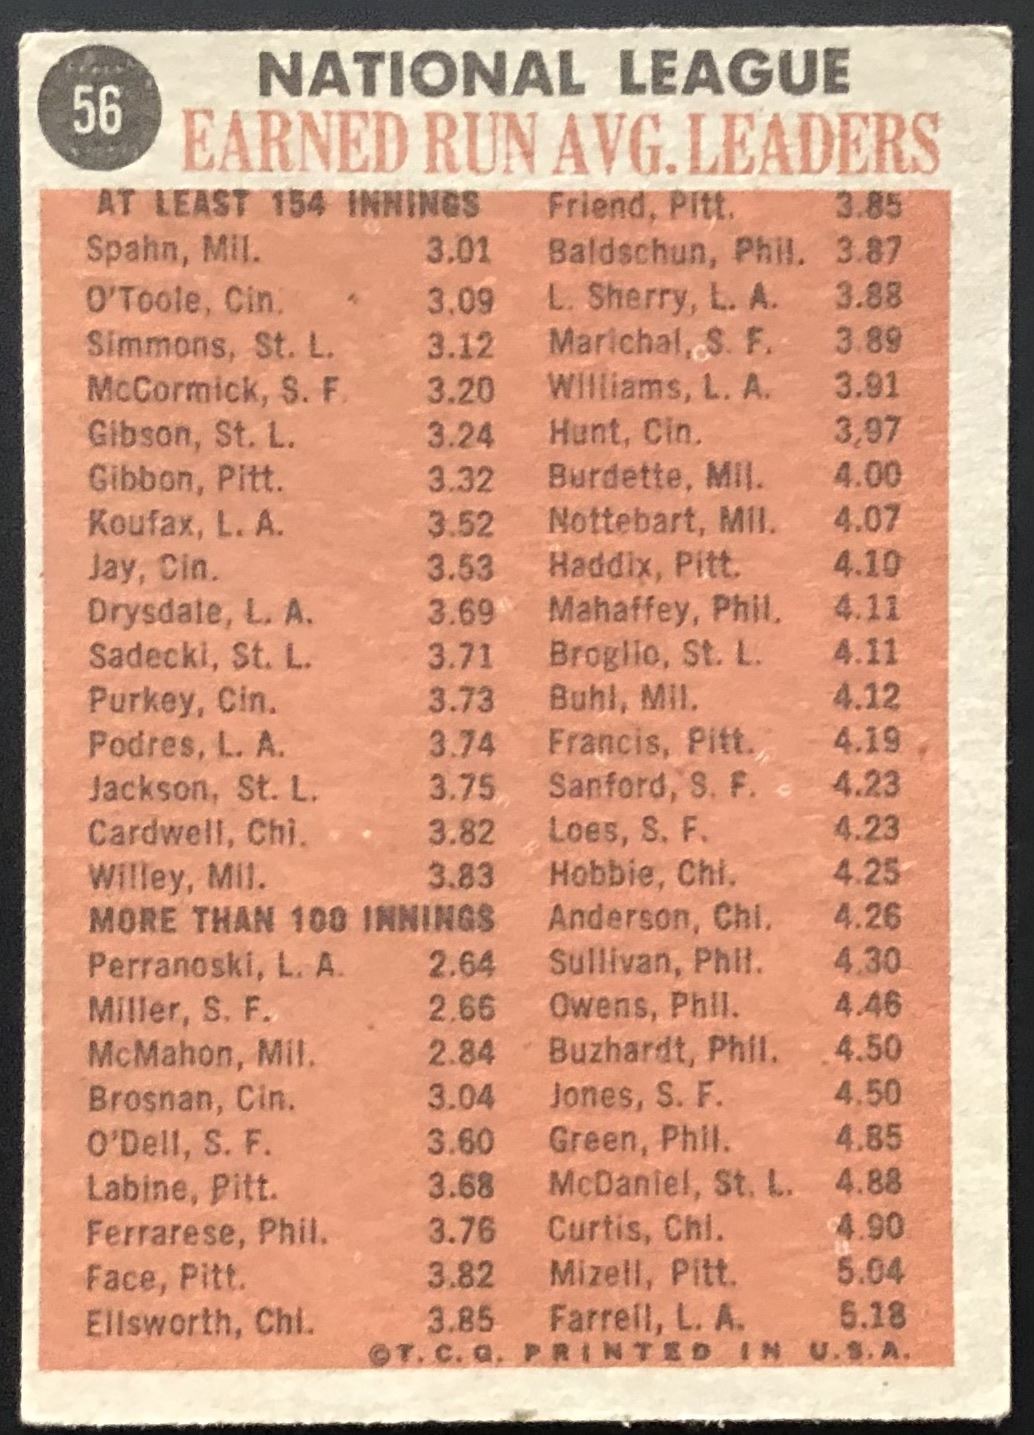 56
NATIONAL LEAGUE
EARNED RUN AVG. LEADERS
AT LEAST 154 INNINGS
Spahn, Mil. 3.01
O'Toole, Cin. 3.09
Simmons, St. L. 3.12
McCormick, S. F. 3.20
Gibson, St. L. 3.24
Gibbon, Pitt. 3.32
Koufax, L. A. 3.52
Jay, Cin. 3.53
Drysdale, L. A. 3.69
Sadecki, St. L. 3.71
Purkey, Cin. 3.73
Podres, L. A. 3.74
Jackson, St. L. 3.75
Cardwell, Chi. 3.82
Willey, Mil. 3.83
MORE THAN 100 INNINGS
Perranoski, L. A. 2.64
Miller, S. F. 2.66
McMahon, Mil. 2.84
Brosnan, Cin. 3.04
O'Dell, S. F. 3.60
Labine, Pitt. 3.68
Ferrarese, Phil. 3.76
Face, Pitt. 3.82
Ellsworth, Chi. 3.85
Friend, Pitt. 3.85
Baldschun, Phil. 3.87
L. Sherry, L. A. 3.88
Marichal, S. F. 3.89
Williams, L. A. 3.91
Hunt, Cin. 3.97
Burdette, Mil. 4.00
Nottebart, Mil. 4.07
Haddix, Pitt. 4.10
Mahaffey, Phil. 4.11
Broglio, St. L. 4.11
Buhl, Mil. 4.12
Francis, Pitt. 4.19
Sanford, S. F. 4.23
Loes, S. F. 4.23
Hobbie, Chi. 4.25
Anderson, Chi. 4.26
Sullivan, Phil. 4.30
Owens, Phil. 4.46
Buzhardt, Phil. 4.50
Jones, S. F. 4.50
Green, Phil. 4.85
McDaniel, St. L. 4.88
Curtis, Chi. 4.90
Mizell, Pitt. 5.04
Farrell, L. A. 5.18
©T.C.G. PRINTED IN U.S.A.